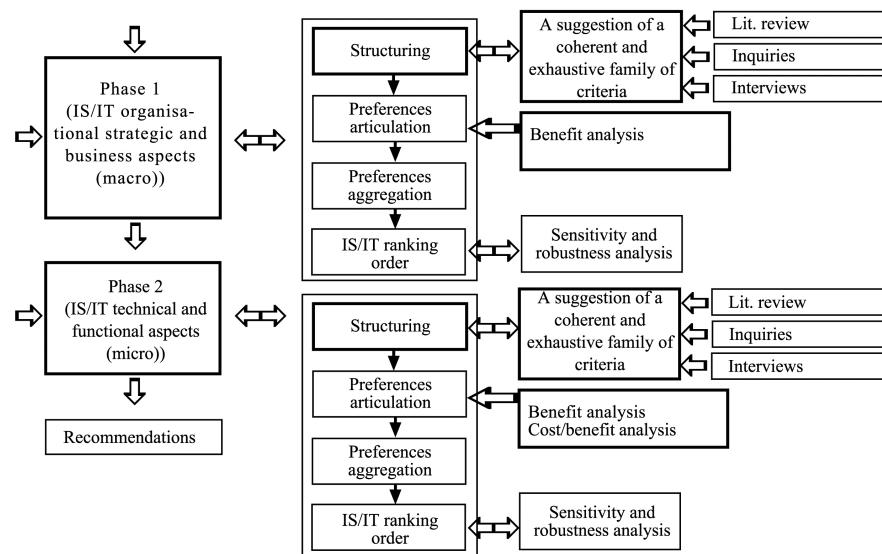 Phase 1
(IS/IT organisa-
tional strategic and
business aspects
(macro))
Structuring
Preferences
articulation
Preferences
aggregation
IS/IT ranking
order
A suggestion of a
coherent and
exhaustive family of
criteria
Lit. review
Inquiries
Interviews
Benefit analysis
Sensitivity and
robustness analysis
Phase 2
(IS/IT technical and
functional aspects
(micro))
Recommendations
Structuring
Preferences
articulation
Preferences
aggregation
IS/IT ranking
order
A suggestion of a
coherent and
exhaustive family of
criteria
Lit. review
Inquiries
Interviews
Benefit analysis
Cost/benefit analysis
Sensitivity and
robustness analysis